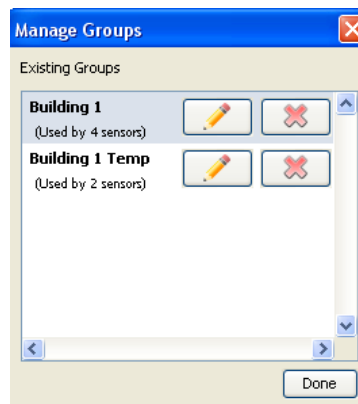 Manage Groups
Existing Groups
Building 1
(Used by 4 sensors)
Building 1 Temp
(Used by 2 sensors)
Done